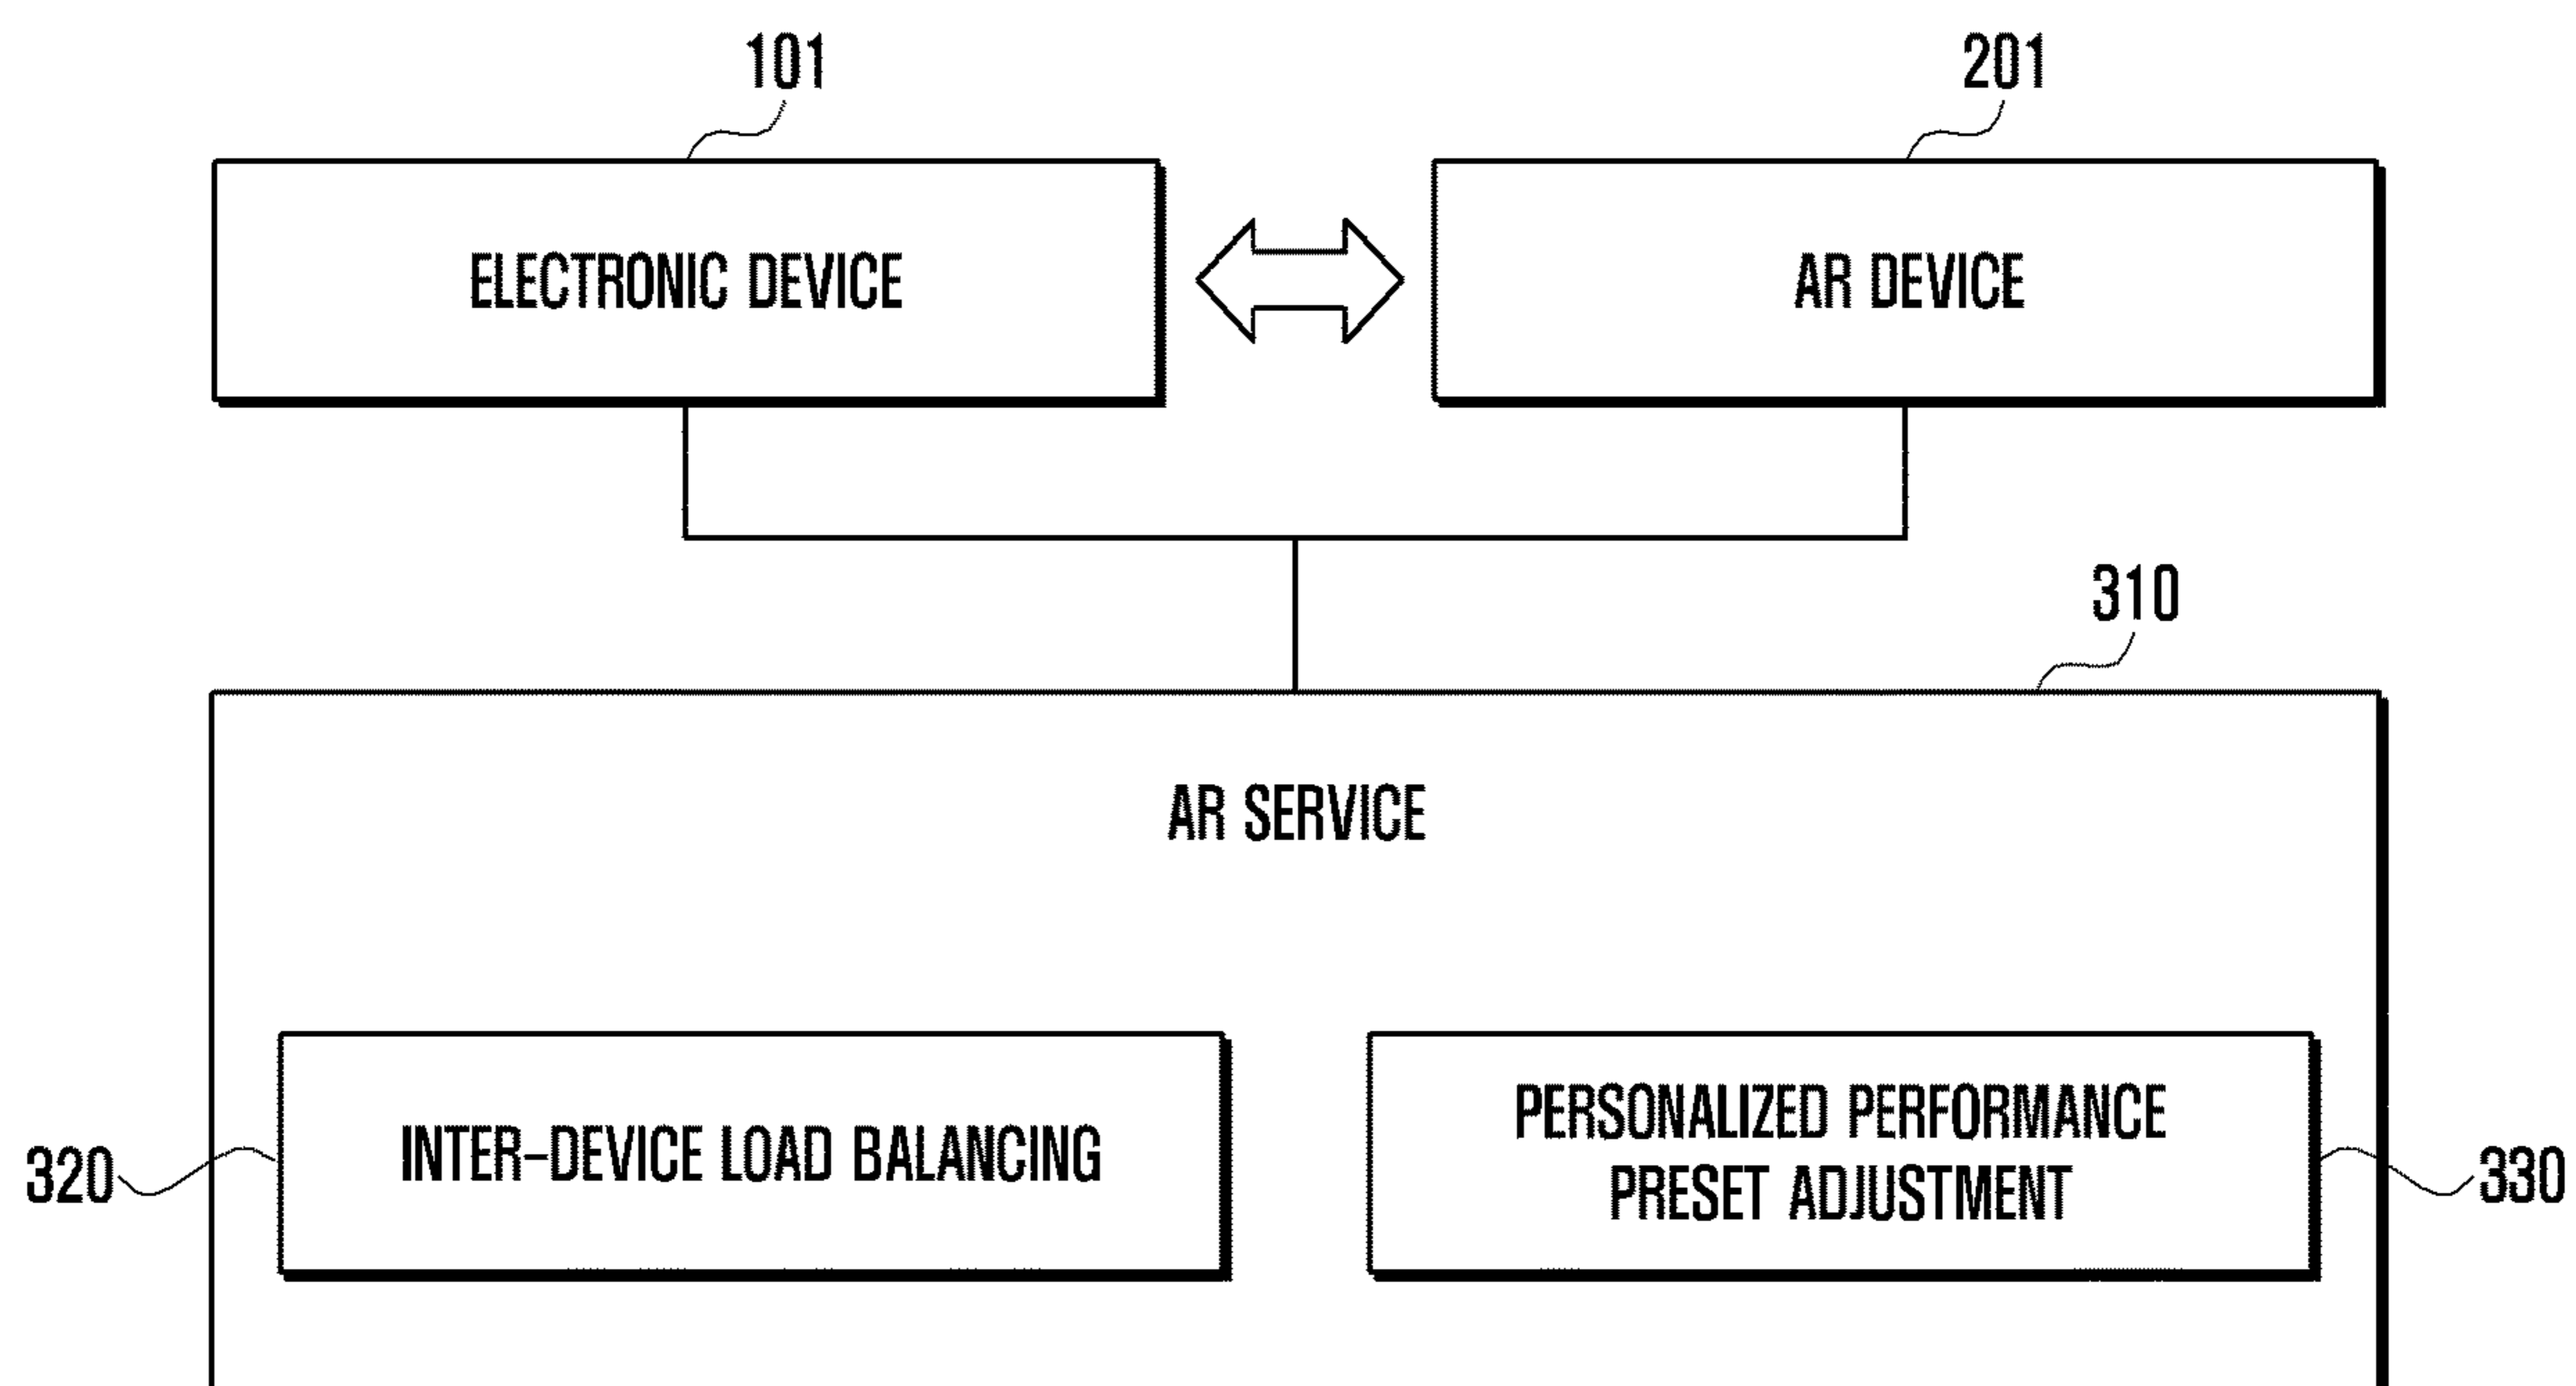 101
201
ELECTRONIC DEVICE
AR DEVICE
310
AR SERVICE
INTER-DEVICE LOAD BALANCING
PERSONALIZED PERFORMANCE
PRESET ADJUSTMENT
320
330